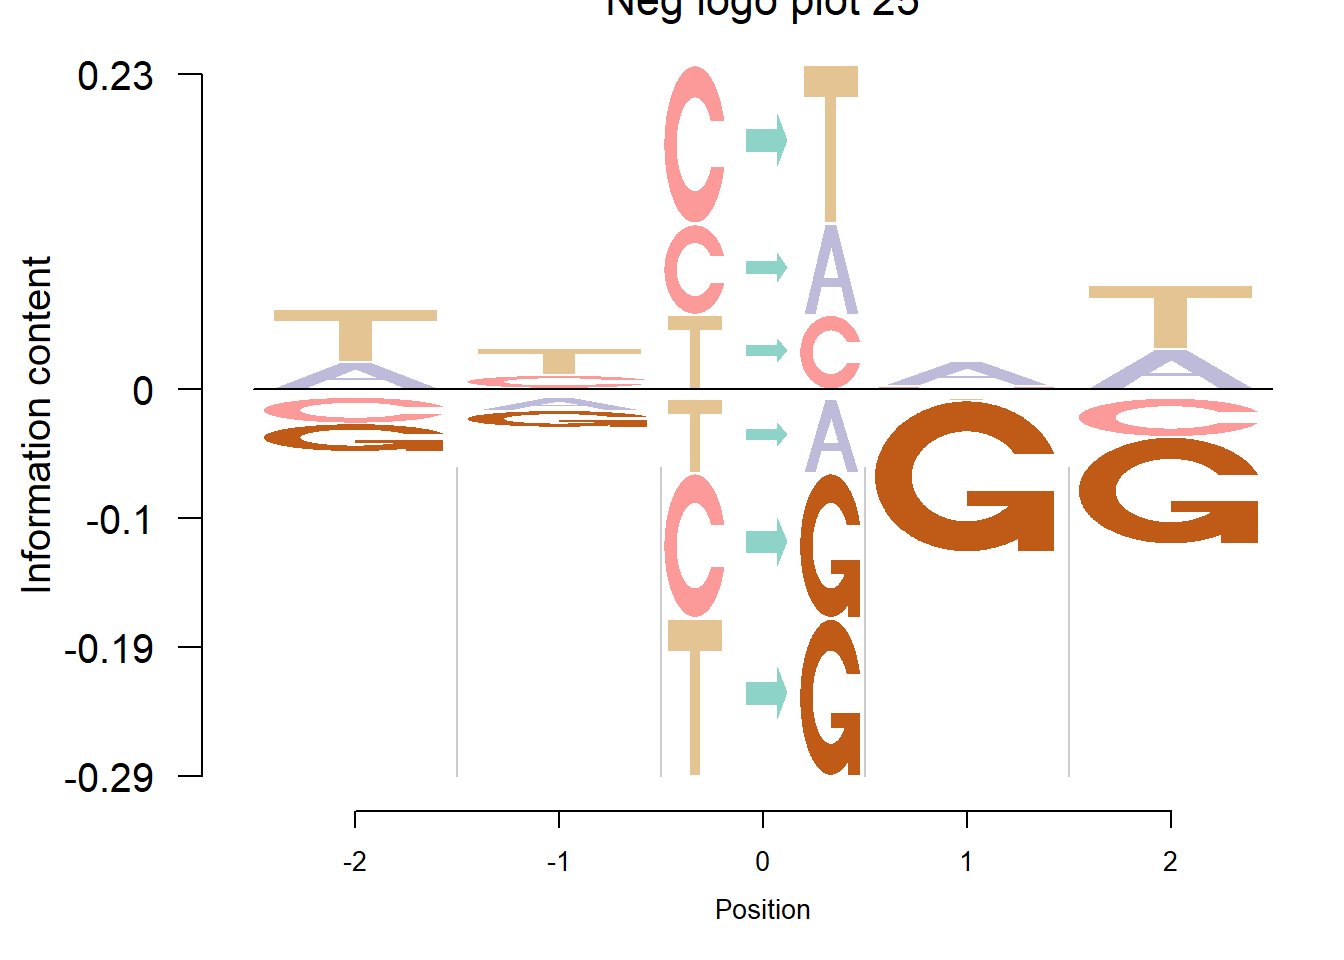 Neg logo plot 25
Information content
0.23
0
-0.1
-0.19
-0.29
C T
C A
T C
T A
C G
T G
T T A T
A C G A
C A C
G G G
-2 -1 0 1 2
Position